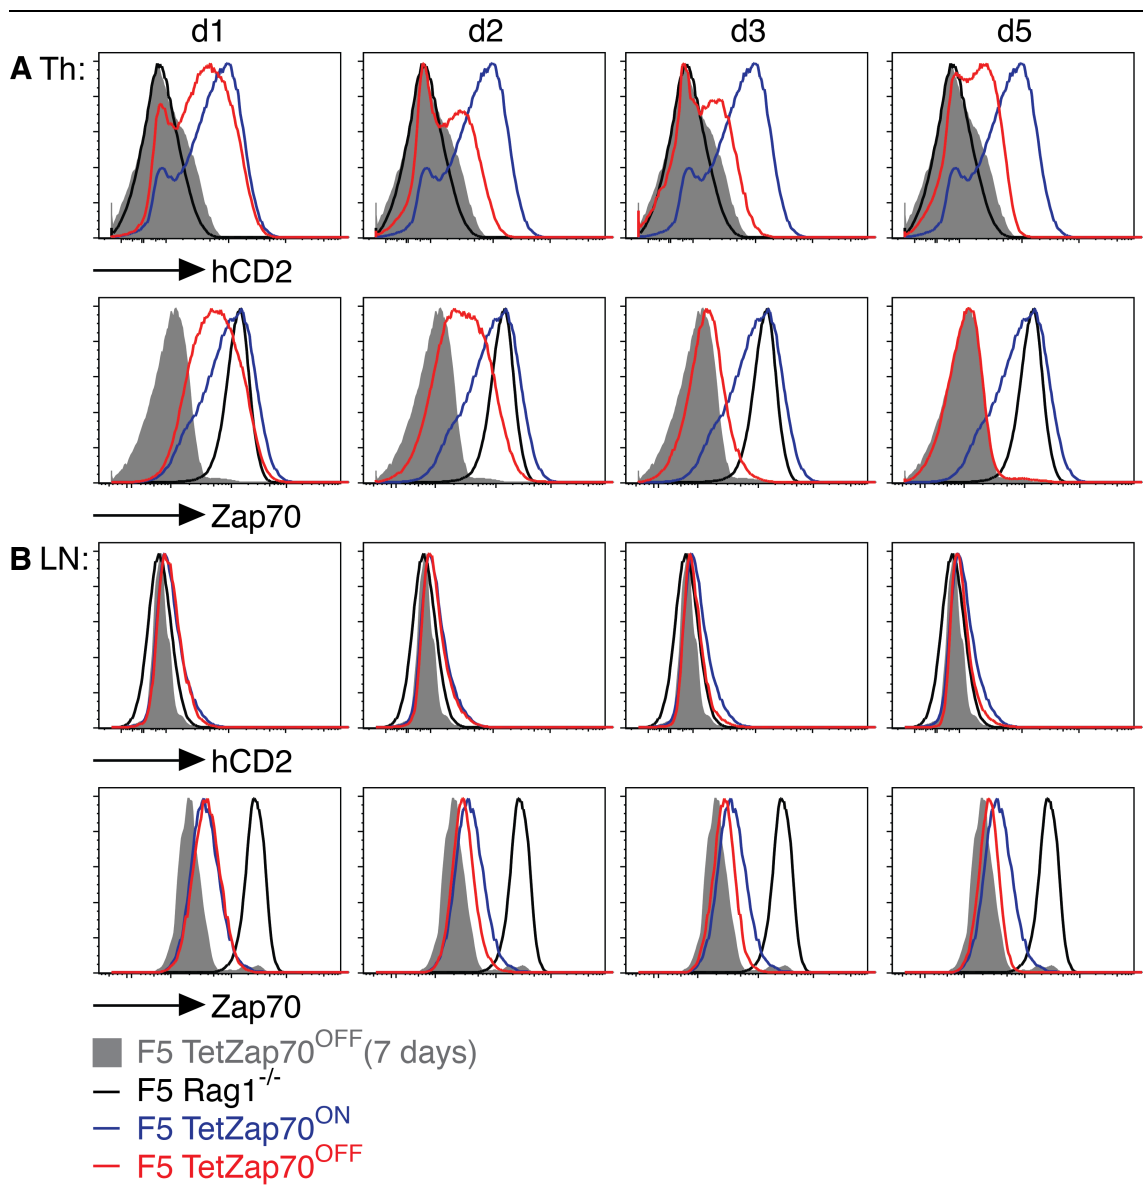 d1 d2 d3 d5
A Th:
hCD2
Zap70
B LN:
hCD2
Zap70
F5 TetZap70OFF(7 days)
F5 Rag1-/-
F5 TetZap70ON
F5 TetZap70OFF